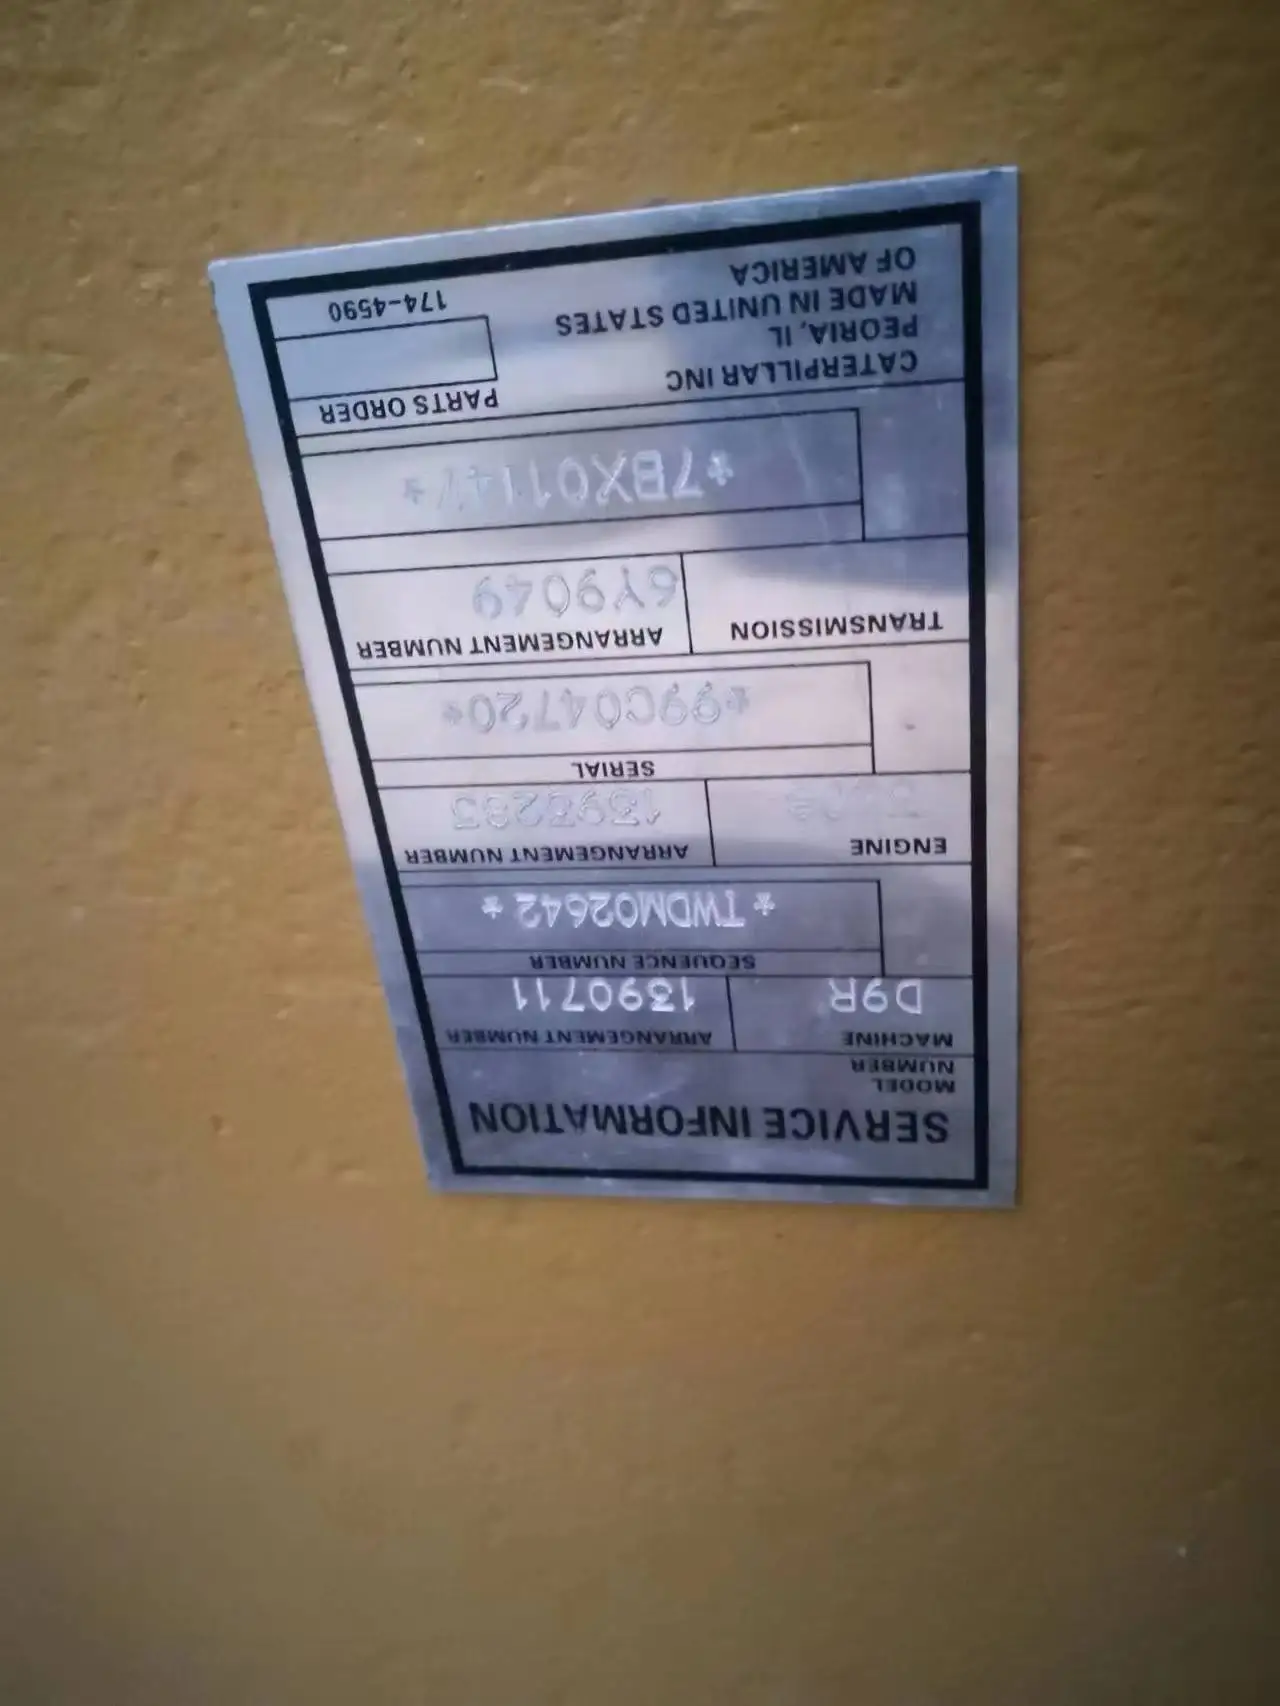 SERVICE INFORMATION
MODEL
NUMBER
MACHINE ARRANGEMENT NUMBER
D9R 1390711
SEQUENCE NUMBER
*TWDM02642*
ENGINE ARRANGEMENT NUMBER
1393283
SERIAL
*99C04720*
TRANSMISSION ARRANGEMENT NUMBER
6Y9049
*7BX01147*
CATERPILLAR INC PARTS ORDER
PEORIA, IL
MADE IN UNITED STATES
OF AMERICA
174-4590